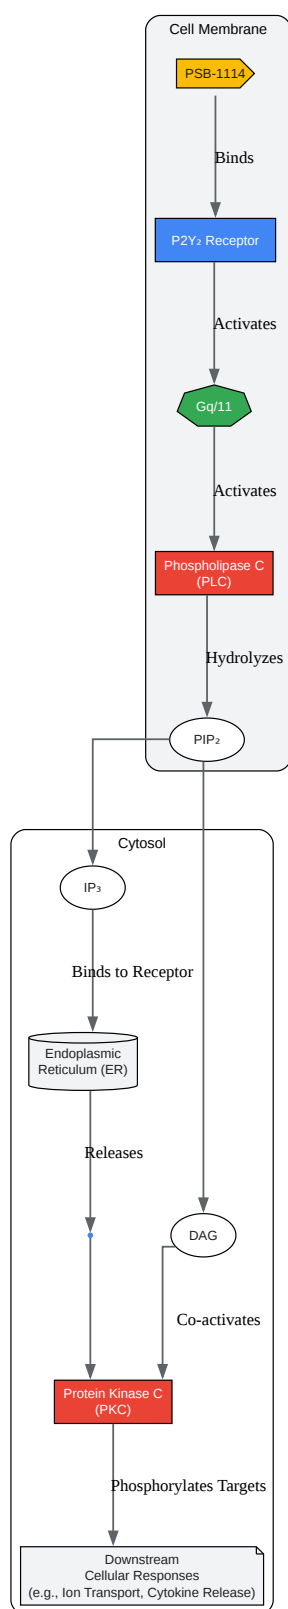 Cell Membrane
PSB-1114
Binds
P2Y₂ Receptor
Activates
Gq/11
Activates
Phospholipase C
(PLC)
Hydrolyzes
PIP₂
Cytosol
IP₃
Binds to Receptor
Endoplasmic
Reticulum (ER)
Releases
DAG
Co-activates
Protein Kinase C
(PKC)
Phosphorylates Targets
Downstream
Cellular Responses
(e.g., Ion Transport, Cytokine Release)